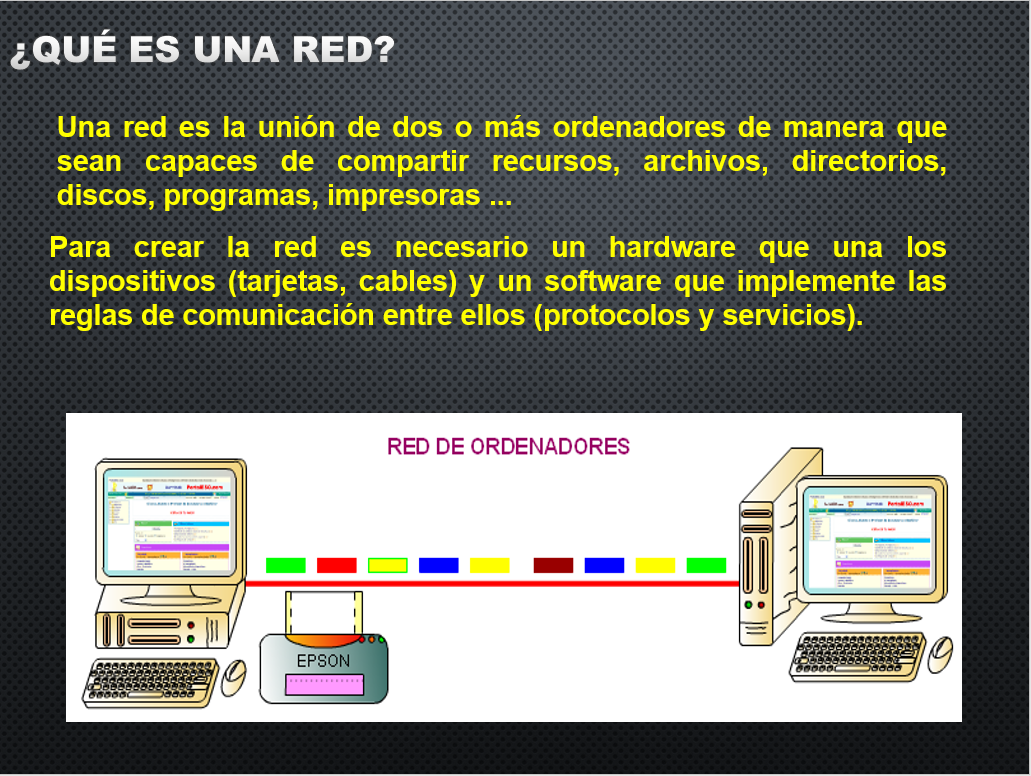 ¿QUÉ ES UNA RED?
Una red es la unión de dos o más ordenadores de manera que
sean capaces de compartir recursos, archivos, directorios,
discos, programas, impresoras ...
Para crear la red es necesario un hardware que una los
dispositivos (tarjetas, cables) y un software que implemente las
reglas de comunicación entre ellos (protocolos y servicios).
RED DE ORDENADORES
EPSON